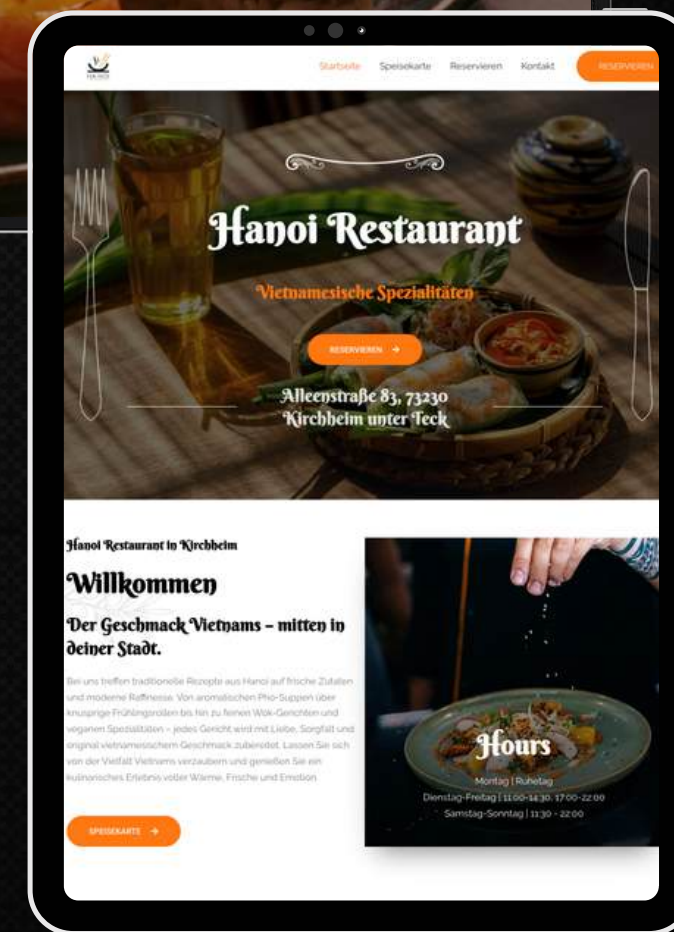 Startseite Speisekarte Reservieren Kontakt RESERVIEREN
Hanoi Restaurant
Vietnamesische Spezialitäten
RESERVIEREN →
Alleenstraße 83, 73230
Kirchheim unter Teck
Hanoi Restaurant in Kirchheim
Willkommen
Der Geschmack Vietnams – mitten in
deiner Stadt.
Bei uns treffen traditionelle Rezepte aus Hanoi auf frische Zutaten
und moderne Raffinesse. Von aromatischen Pho-Suppen über
knusprige Frühlingsrollen bis hin zu feinen Wok-Gerichten und
veganen Spezialitäten – jedes Gericht wird mit Liebe, Sorgfalt und
original vietnamesischem Geschmack zubereitet. Lassen Sie sich
von der Vielfalt Vietnams verzaubern und genießen Sie ein
kulinarisches Erlebnis voller Wärme, Frische und Emotion.
SPEISEKARTE →
Hours
Montag | Ruhetag
Dienstag-Freitag | 11:00-14:30, 17:00-22:00
Samstag-Sonntag | 11:30 - 22:00